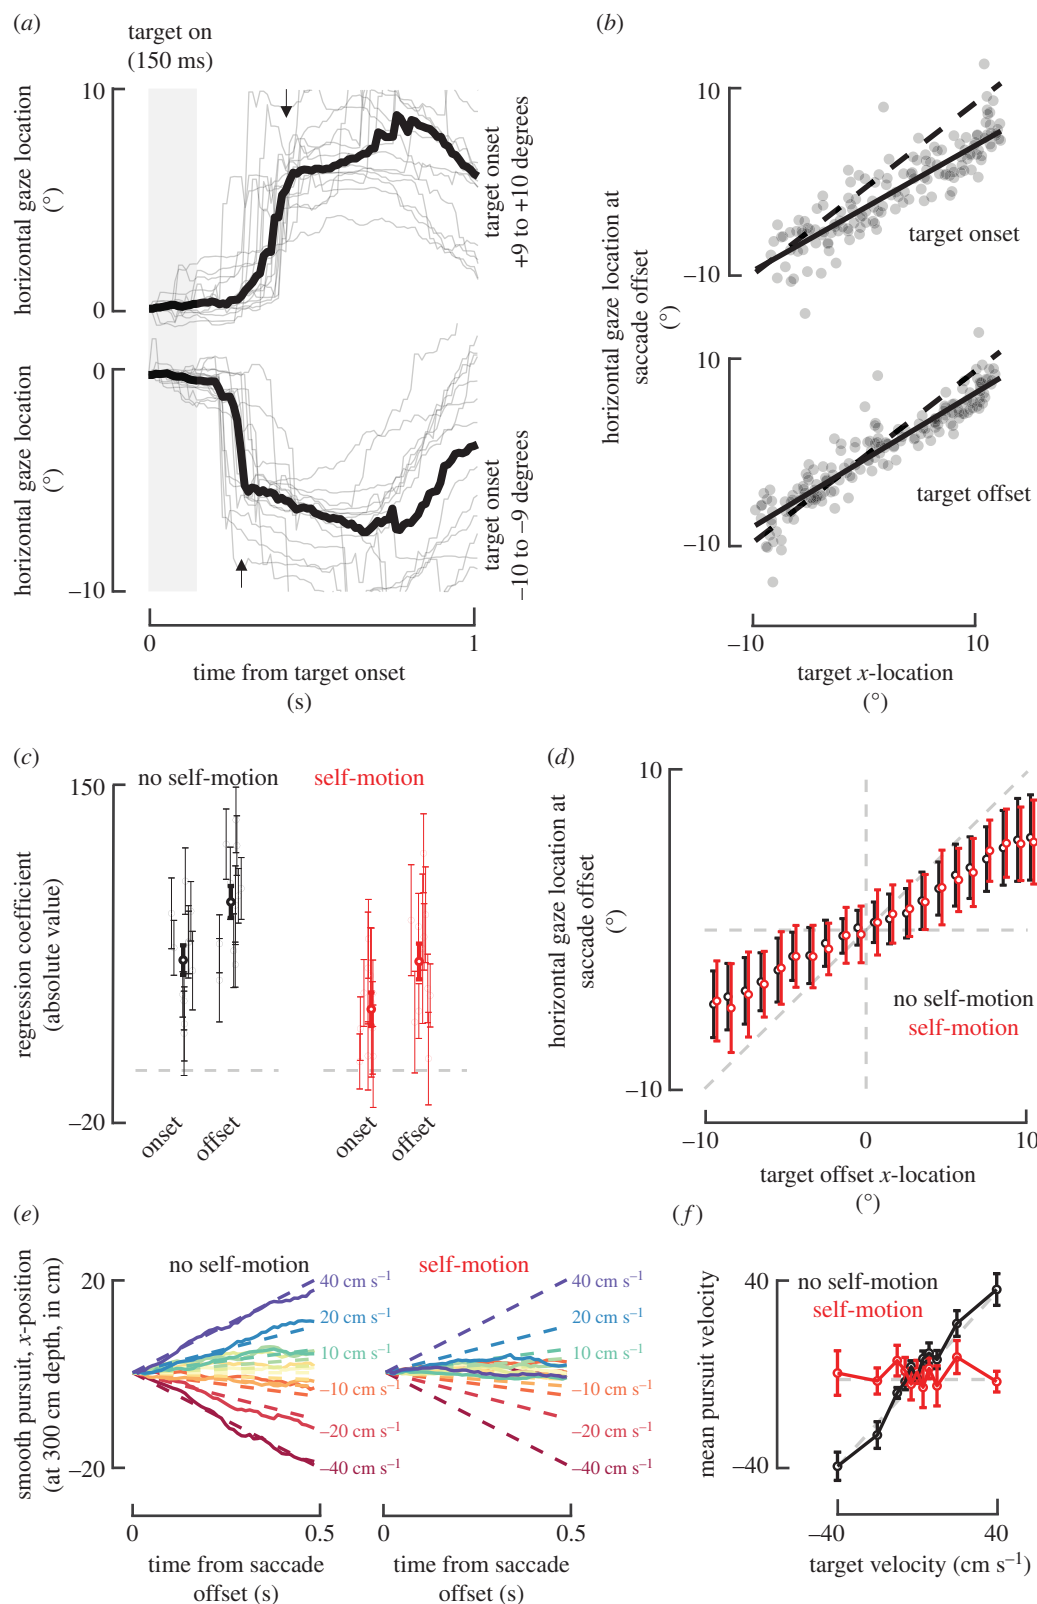 (a)
target on
(150 ms)
10
0
horizontal gaze location
(°)
target onset
+9 to +10 degrees
0
–10
horizontal gaze location
(°)
target onset
–10 to –9 degrees
0
1
time from target onset
(s)
(b)
10
–10
target onset
horizontal gaze location at
saccade offset
(°)
10
–10
target offset
–10
10
target x-location
(°)
(c)
no self-motion
self-motion
150
–20
regression coefficient
(absolute value)
onset
offset
onset
offset
(d)
10
–10
horizontal gaze location at
saccade offset
(°)
no self-motion
self-motion
–10
0
10
target offset x-location
(°)
(e)
no self-motion
self-motion
20
–20
smooth pursuit, x-position
(at 300 cm depth, in cm)
40 cm s–1
20 cm s–1
10 cm s–1
–10 cm s–1
–20 cm s–1
–40 cm s–1
40 cm s–1
20 cm s–1
10 cm s–1
–10 cm s–1
–20 cm s–1
–40 cm s–1
0
0.5
0
0.5
time from saccade
offset (s)
time from saccade
offset (s)
(f)
40
–40
mean pursuit velocity
no self-motion
self-motion
–40
40
target velocity (cm s–1)